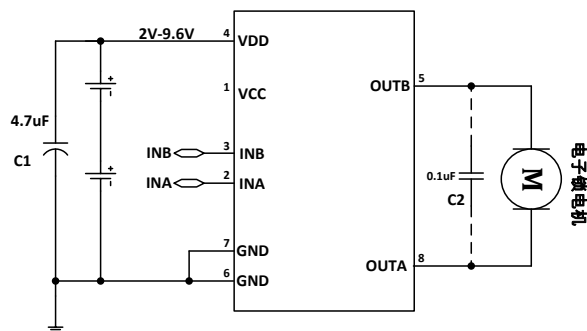 2V-9.6V
4
VDD
1
VCC
4.7uF
C1
INB
3
INB
INA
2
INA
7
GND
6
GND
5
OUTB
0.1uF
C2
M
电子锁电机
8
OUTA